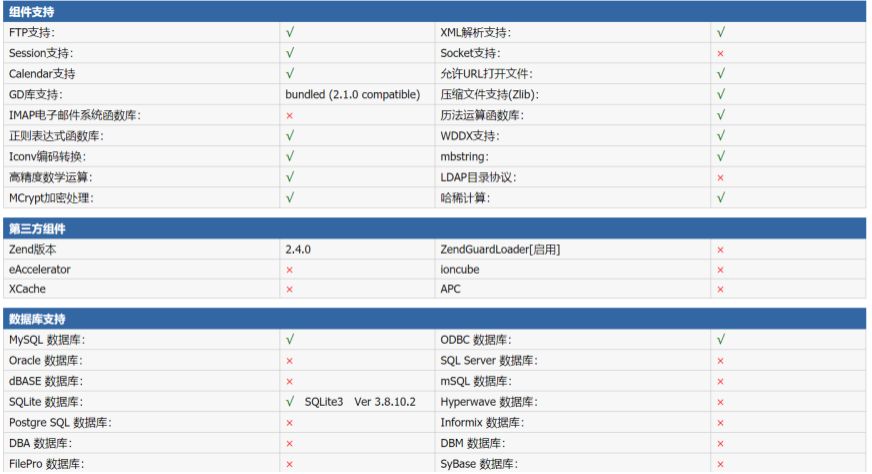 组件支持
FTP支持： √ XML解析支持： √
Session支持： √ Socket支持： ×
Calendar支持 √ 允许URL打开文件： √
GD库支持： bundled (2.1.0 compatible) 压缩文件支持(Zlib)： √
IMAP电子邮件系统函数库： × 历法运算函数库： √
正则表达式函数库： √ WDDX支持： √
Iconv编码转换： √ mbstring： √
高精度数学运算： √ LDAP目录协议： ×
MCrypt加密处理： √ 哈稀计算： √
第三方组件
Zend版本 2.4.0 ZendGuardLoader[启用] ×
eAccelerator × ioncube ×
XCache × APC ×
数据库支持
MySQL 数据库： √ ODBC 数据库： √
Oracle 数据库： × SQL Server 数据库： ×
dBASE 数据库： × mSQL 数据库： ×
SQLite 数据库： √ SQLite3 Ver 3.8.10.2 Hyperwave 数据库： ×
Postgre SQL 数据库： × Informix 数据库： ×
DBA 数据库： × DBM 数据库： ×
FilePro 数据库： × SyBase 数据库： ×